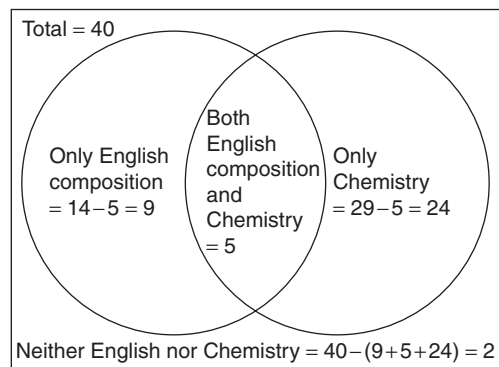 Total = 40
Only English
composition
= 14−5 = 9
Both
English
composition
and
Chemistry
= 5
Only
Chemistry
= 29−5 = 24
Neither English nor Chemistry = 40−(9+5+24) = 2